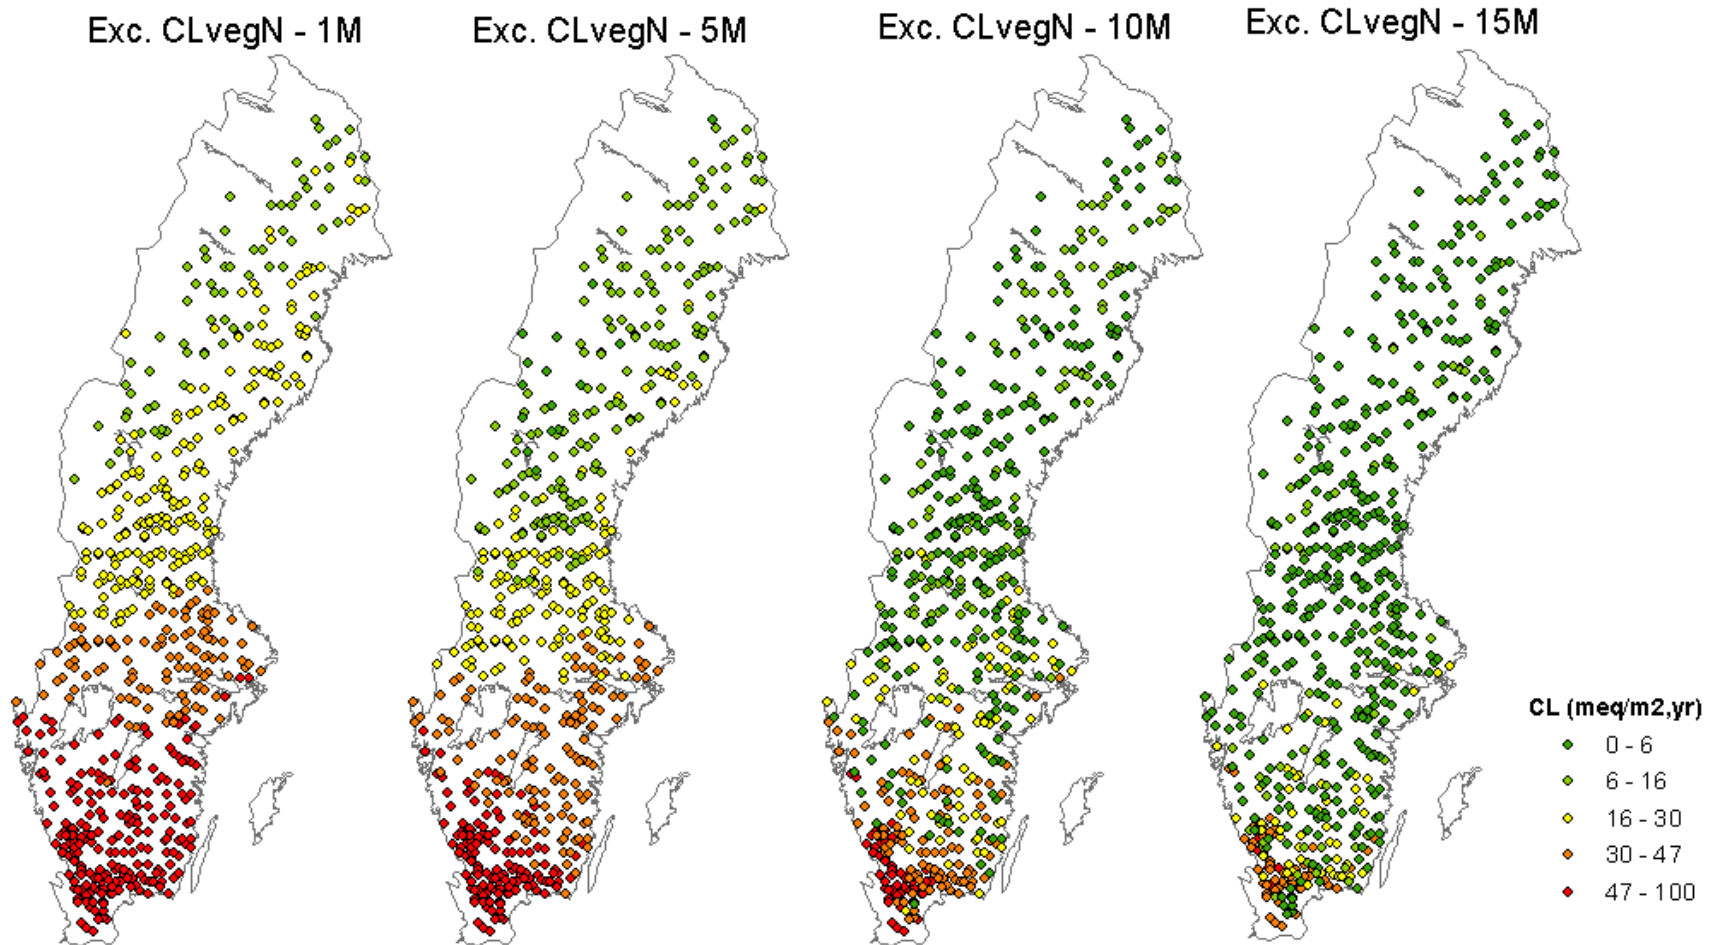 Exc. CLvegN - 1M
Exc. CLvegN - 5M
Exc. CLvegN - 10M
Exc. CLvegN - 15M
CL (meq/m2,yr)
0 - 6
6 - 16
16 - 30
30 - 47
47 - 100